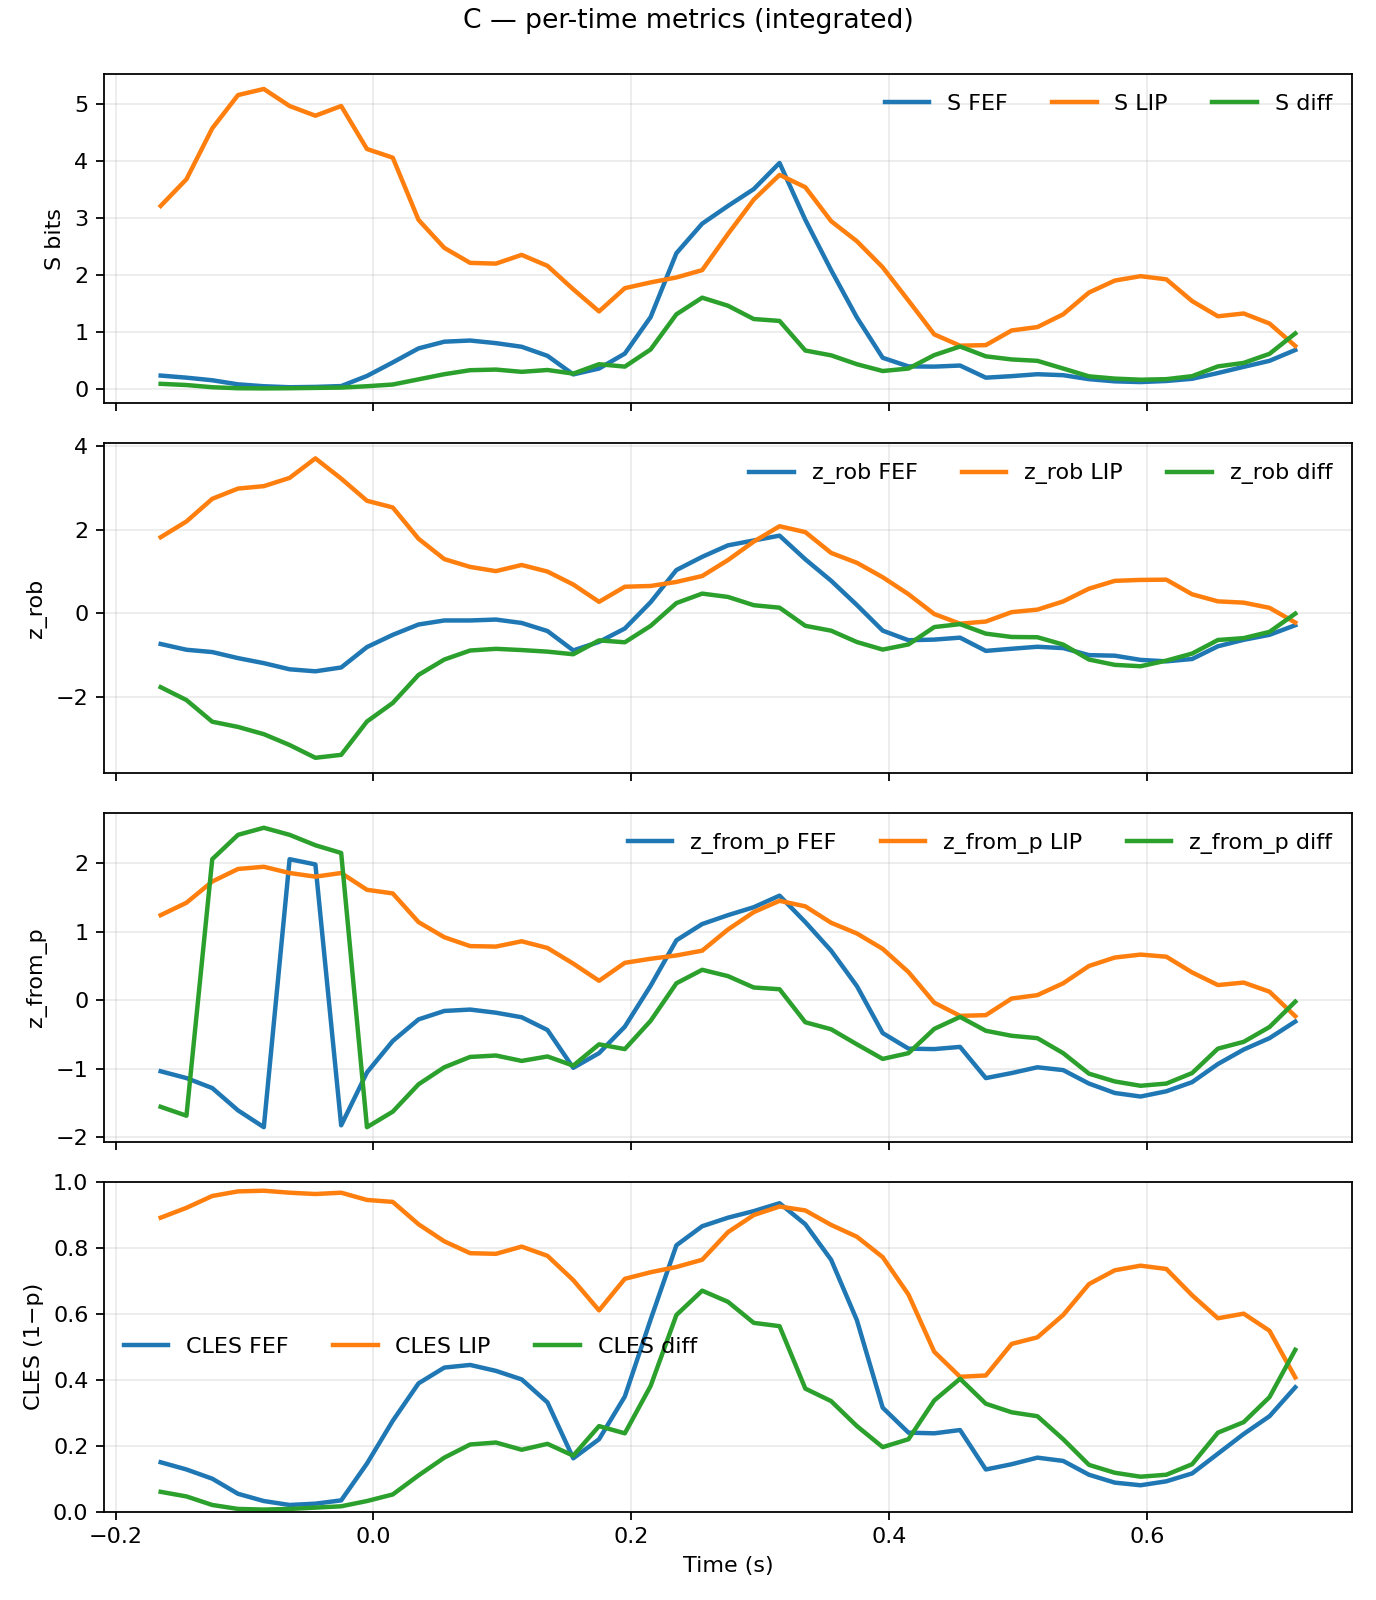 C — per-time metrics (integrated)
S FEF S LIP S diff
5
4
3
2
1
0
S bits
z_rob FEF z_rob LIP z_rob diff
4
2
0
−2
z_rob
z_from_p FEF z_from_p LIP z_from_p diff
2
1
0
−1
−2
z_from_p
1.0
0.8
0.6
0.4
0.2
0.0
CLES (1−p)
CLES FEF CLES LIP CLES diff
−0.2 0.0 0.2 0.4 0.6
Time (s)